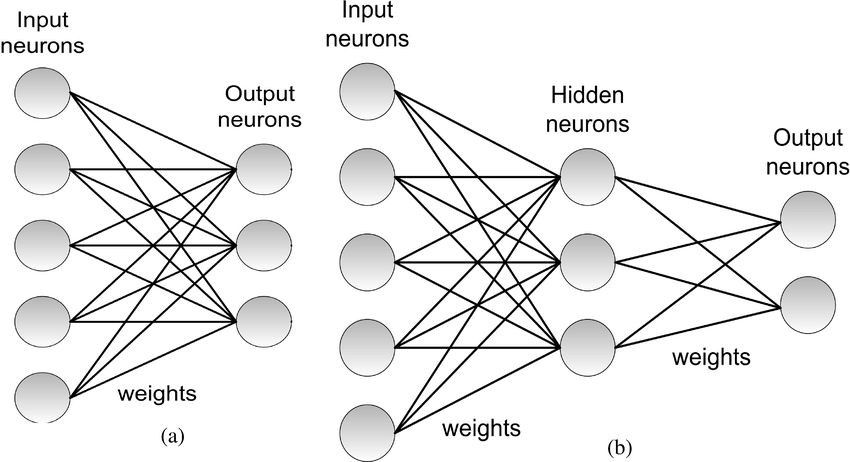 Input
neurons
Output
neurons
weights
(a)
Input
neurons
Hidden
neurons
Output
neurons
weights
weights
(b)